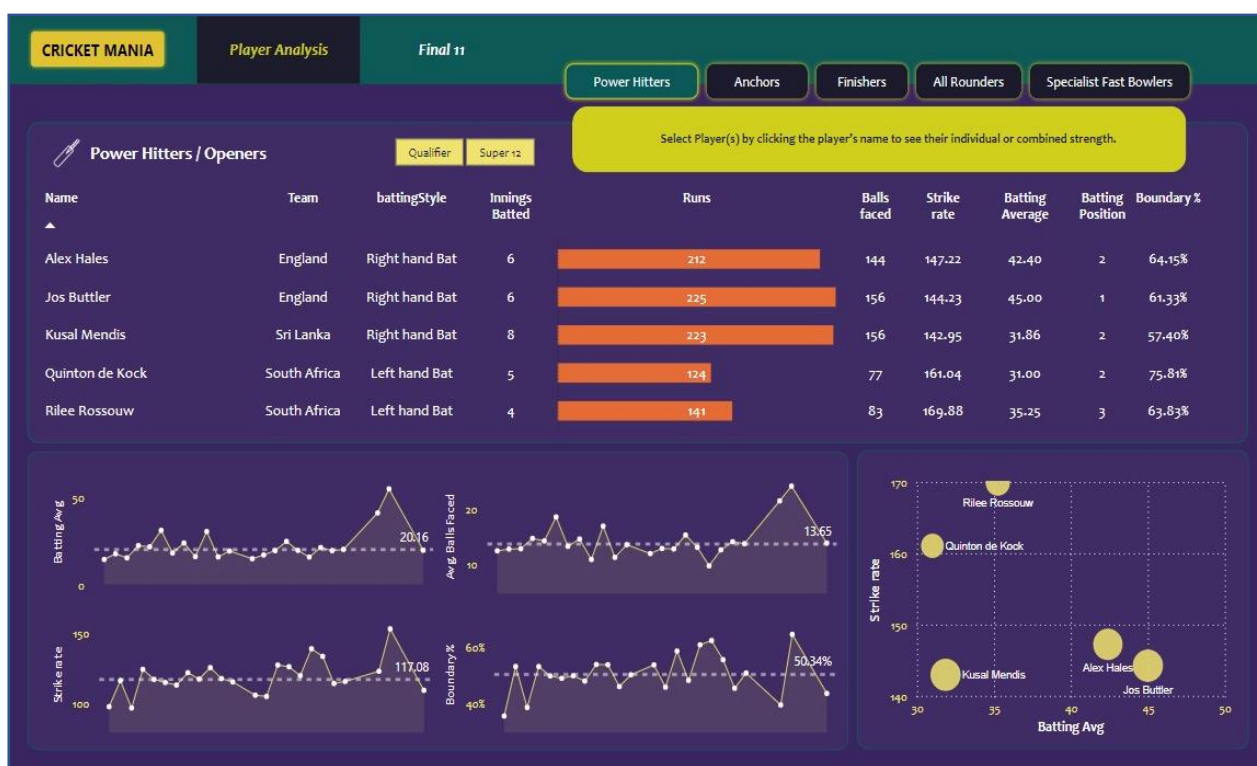 CRICKET MANIA Player Analysis Final 11
Power Hitters Anchors Finishers All Rounders Specialist Fast Bowlers
Select Player(s) by clicking the player's name to see their individual or combined strength.
Power Hitters / Openers Qualifier Super 12
Name Team battingStyle Innings Batted Runs Balls faced Strike rate Batting Average Batting Position Boundary %
Alex Hales England Right hand Bat 6 212 144 147.22 42.40 2 64.15%
Jos Buttler England Right hand Bat 6 225 156 144.23 45.00 1 61.33%
Kusal Mendis Sri Lanka Right hand Bat 8 223 156 142.95 31.86 2 57.40%
Quinton de Kock South Africa Left hand Bat 5 124 77 161.04 31.00 2 75.81%
Rilee Rossouw South Africa Left hand Bat 4 141 83 169.88 35.25 3 63.83%
Batting Avg
50
0
20.16
Avg Balls Faced
20
10
13.65
Strike rate
150
100
117.08
Boundary %
60%
40%
50.34%
Strike rate
170
160
150
140
Rilee Rossouw
Quinton de Kock
Alex Hales
Kusal Mendis
Jos Buttler
30 35 40 45 50
Batting Avg